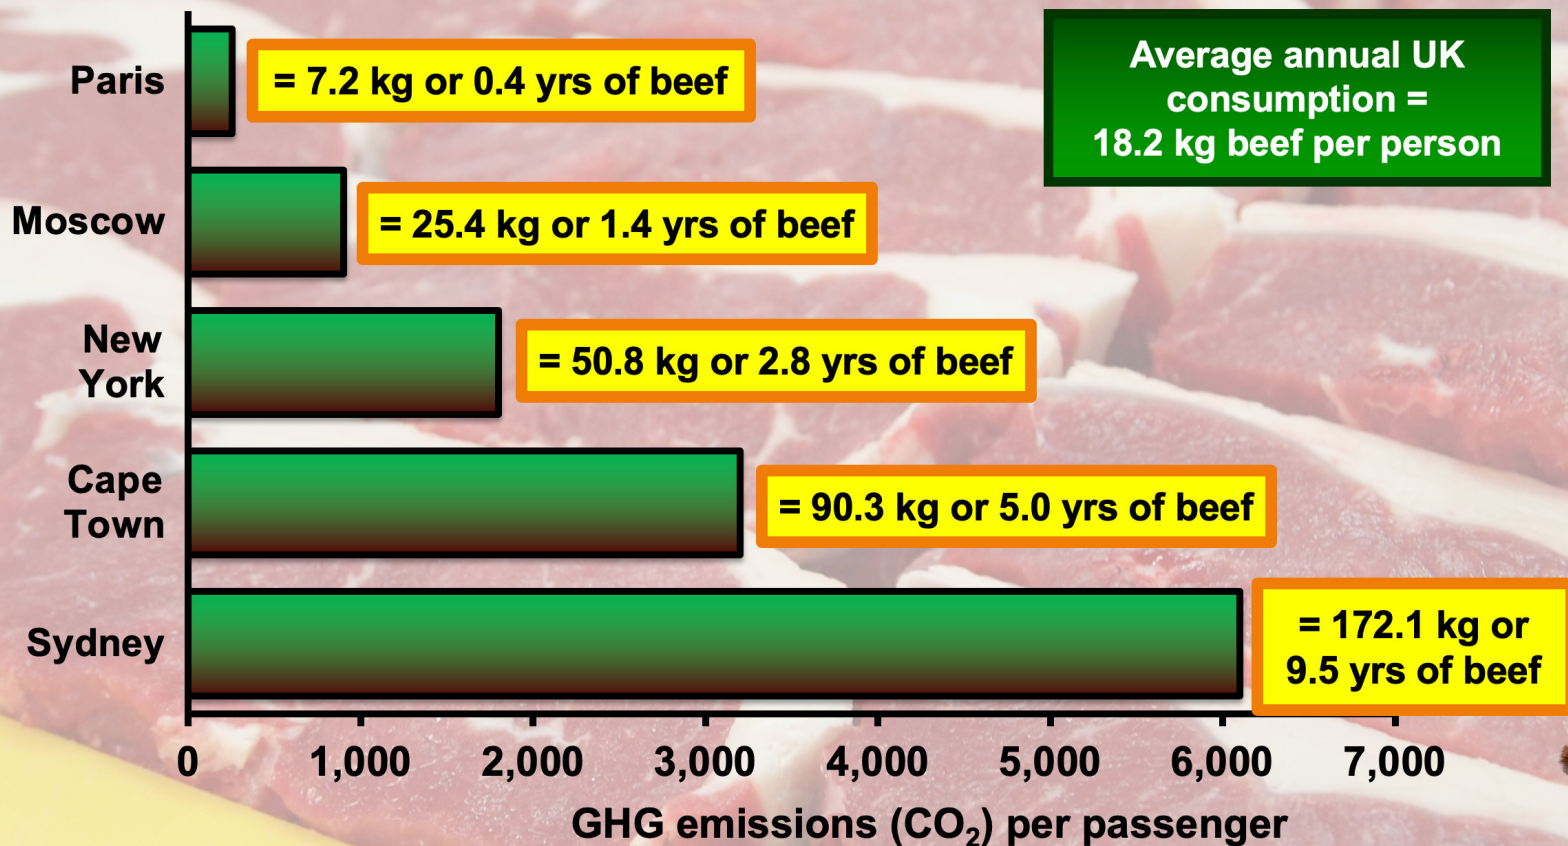 Paris
= 7.2 kg or 0.4 yrs of beef
Average annual UK
consumption =
18.2 kg beef per person
Moscow
= 25.4 kg or 1.4 yrs of beef
New
York
= 50.8 kg or 2.8 yrs of beef
Cape
Town
= 90.3 kg or 5.0 yrs of beef
Sydney
= 172.1 kg or
9.5 yrs of beef
0 1,000 2,000 3,000 4,000 5,000 6,000 7,000
GHG emissions (CO₂) per passenger